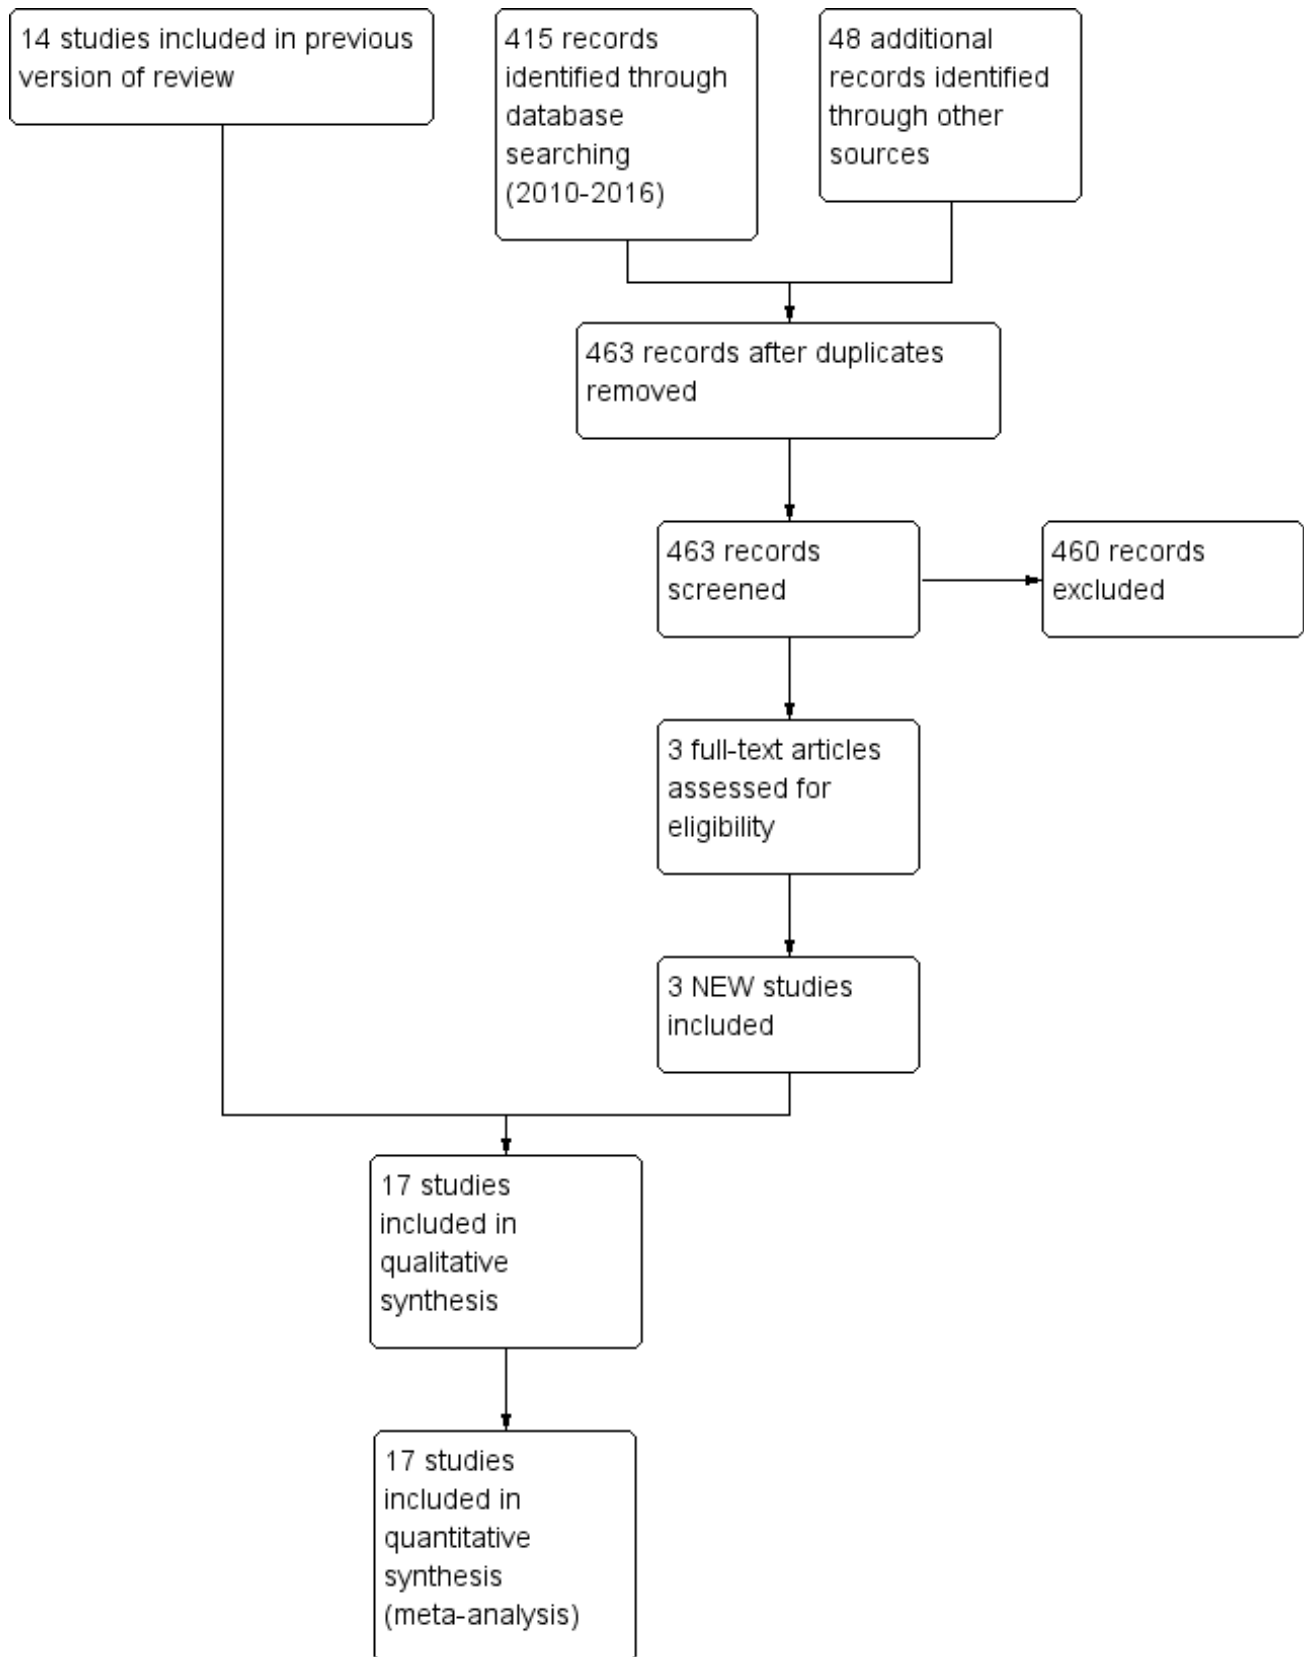 14 studies included in previous
version of review
415 records
identified through
database
searching
(2010-2016)
48 additional
records identified
through other
sources
463 records after duplicates
removed
463 records
screened
460 records
excluded
3 full-text articles
assessed for
eligibility
3 NEW studies
included
17 studies
included in
qualitative
synthesis
17 studies
included in
quantitative
synthesis
(meta-analysis)